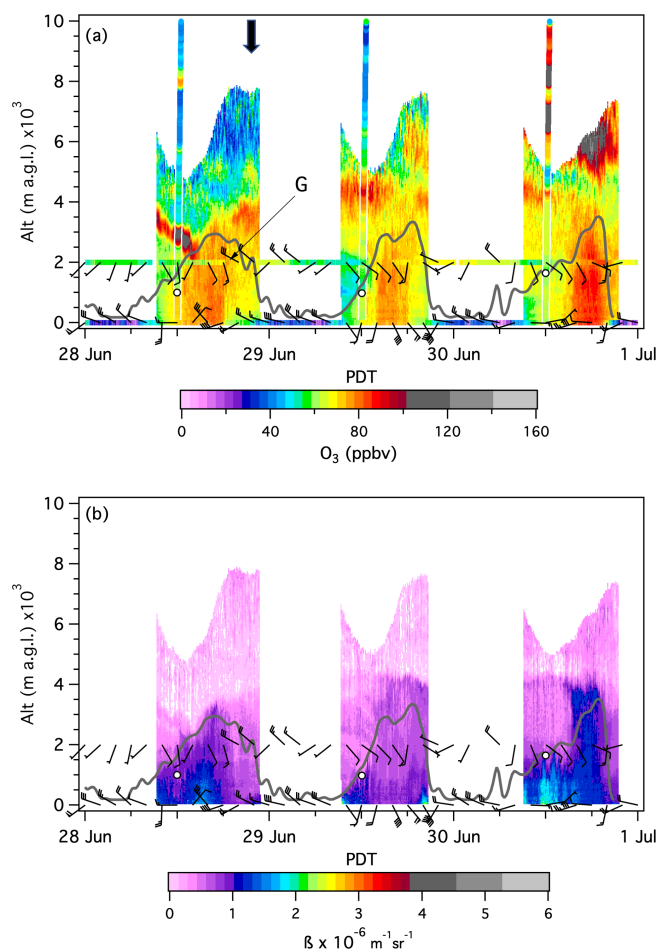 (a)
G
10
8
6
4
2
0
Alt (m a.g.l.) x10³
28 Jun
29 Jun
30 Jun
1 Jul
PDT
0
40
80
120
160
O₃ (ppbv)
(b)
10
8
6
4
2
0
Alt (m a.g.l.) x10³
28 Jun
29 Jun
30 Jun
1 Jul
PDT
0
1
2
3
4
5
6
ß x 10⁻⁶ m⁻¹sr⁻¹